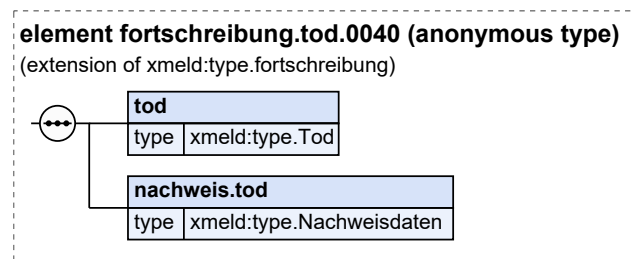 element fortschreibung.tod.0040 (anonymous type)
(extension of xmeld:type.fortschreibung)
tod
type xmeld:type.Tod
nachweis.tod
type xmeld:type.Nachweisdaten